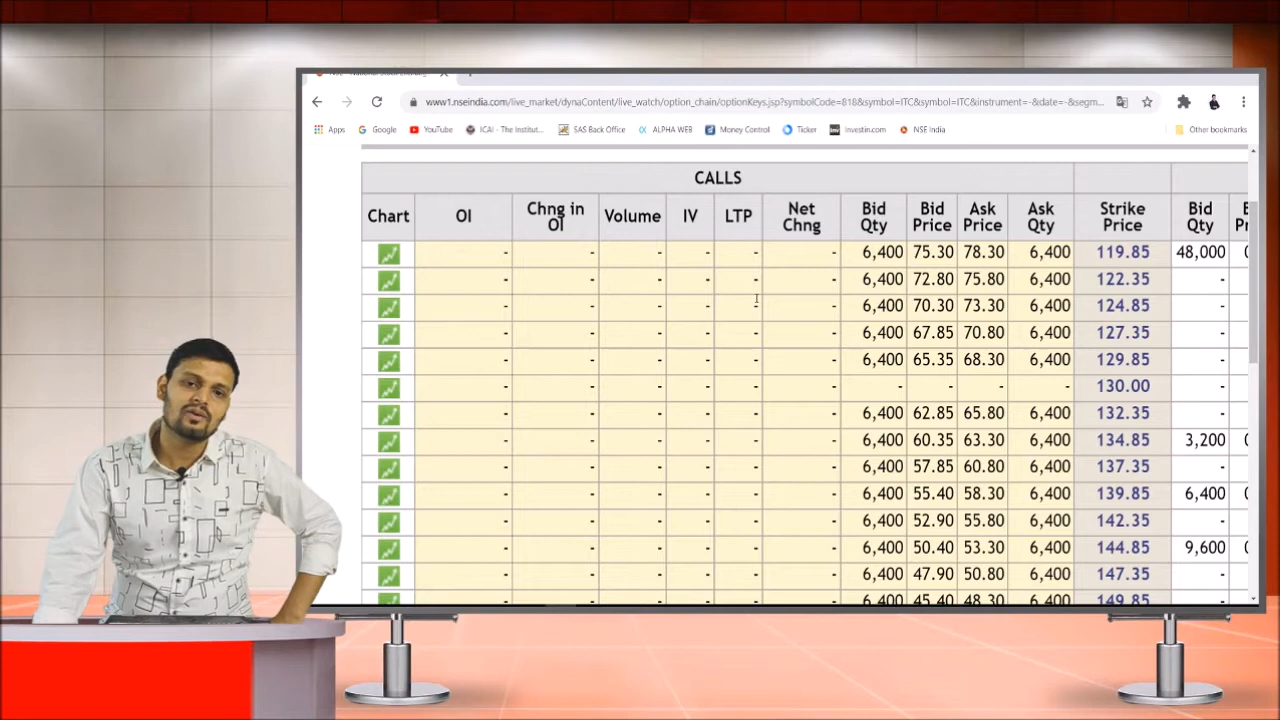 www1.nseindia.com/live_market/dynaContent/live_watch/option_chain/optionKeys.jsp?symbolCode=818&symbol=ITC&symbol=ITC&instrument=-&date=-&segm...
Apps Google YouTube ICAI - The Institut... SAS Back Office ALPHA WEB Money Control Ticker Investin.com NSE India Other bookmarks
CALLS
Chart OI Chng in OI Volume IV LTP Net Chng Bid Qty Bid Price Ask Price Ask Qty Strike Price Bid Qty
- - - - - - 6,400 75.30 78.30 6,400 119.85 48,000
- - - - - - 6,400 72.80 75.80 6,400 122.35 -
- - - - - - 6,400 70.30 73.30 6,400 124.85 -
- - - - - - 6,400 67.85 70.80 6,400 127.35 -
- - - - - - 6,400 65.35 68.30 6,400 129.85 -
- - - - - - - - - - 130.00 -
- - - - - - 6,400 62.85 65.80 6,400 132.35 -
- - - - - - 6,400 60.35 63.30 6,400 134.85 3,200
- - - - - - 6,400 57.85 60.80 6,400 137.35 -
- - - - - - 6,400 55.40 58.30 6,400 139.85 6,400
- - - - - - 6,400 52.90 55.80 6,400 142.35 -
- - - - - - 6,400 50.40 53.30 6,400 144.85 9,600
- - - - - - 6,400 47.90 50.80 6,400 147.35 -
- - - - - - 6,400 45.40 48.30 6,400 149.85 -